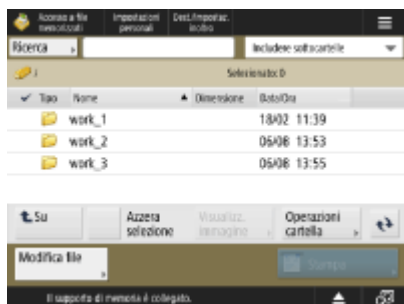 Accesso a file
memorizzati
Impostazioni
personali
Dest./Impostaz.
inoltro
Ricerca
Includere sottocartelle
/
Selezionato: 0
Tipo Nome Dimensione Data/Ora
work_1 18/02 11:39
work_2 06/08 13:53
work_3 06/08 13:55
Su
Azzera
selezione
Visualizz.
immagine
Operazioni
cartella
Modifica file
Stampa
Il supporto di memoria è collegato.